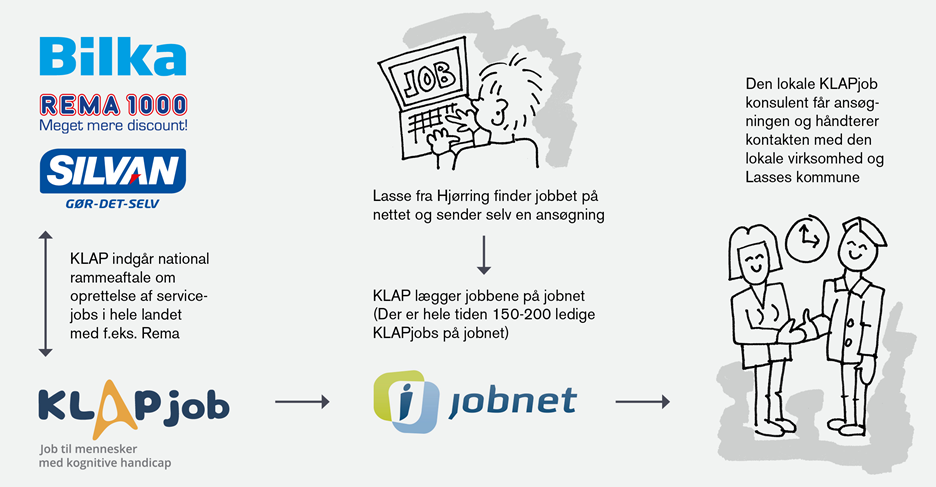 Bilka
REMA 1000
Meget mere discount!
SILVAN
GØR-DET-SELV
KLAP indgår national
rammeaftale om
oprettelse af service-
jobs i hele landet
med f.eks. Rema
KLAPjob
Job til mennesker
med kognitive handicap
JOB
Lasse fra Hjørring finder jobbet på
nettet og sender selv en ansøgning
KLAP lægger jobbene på jobnet
(Der er hele tiden 150-200 ledige
KLAPjobs på jobnet)
j jobnet
Den lokale KLAPjob
konsulent får ansøg-
ningen og håndterer
kontakten med den
lokale virksomhed og
Lasses kommune